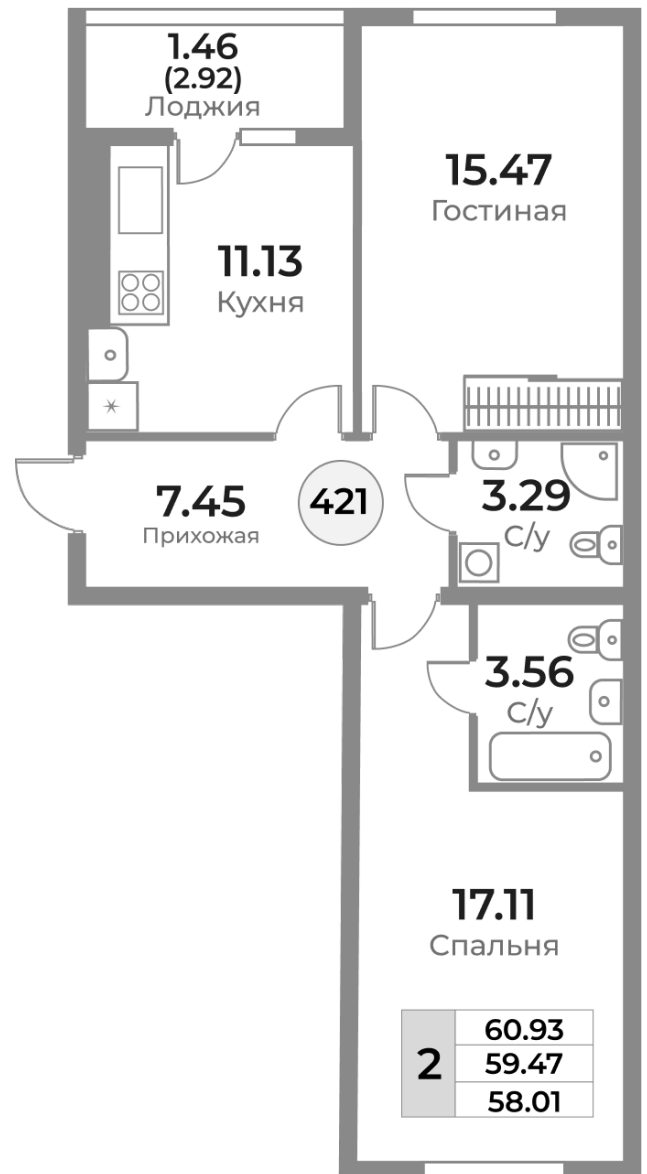 1.46
(2.92)
Лоджия
15.47
Гостиная
11.13
Кухня
7.45
Прихожая
421
3.29
С/у
3.56
С/у
17.11
Спальня
2
60.93
59.47
58.01